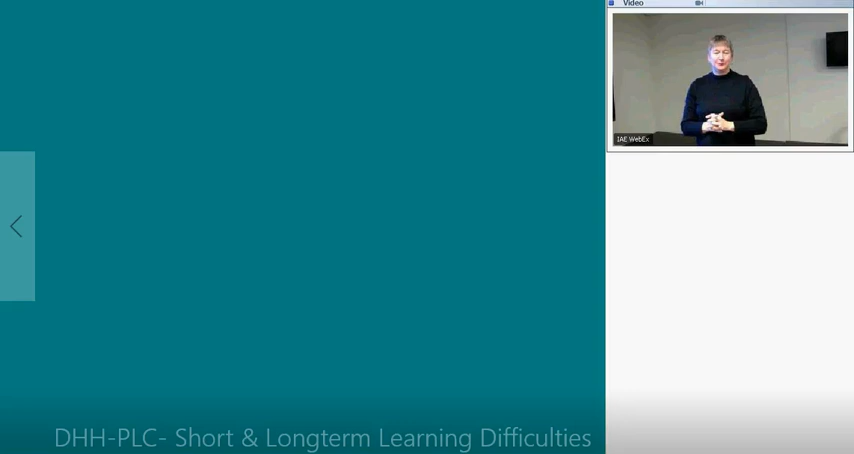 Video
IAE WebEx
DHH-PLC- Short & Longterm Learning Difficulties